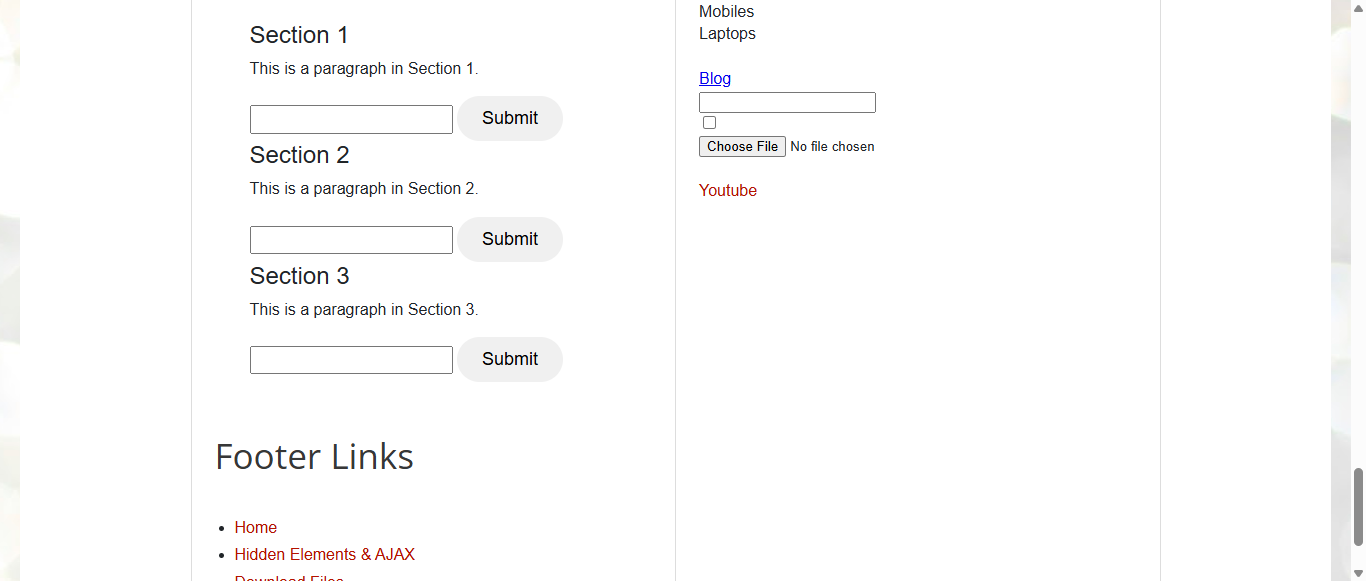 Section 1
This is a paragraph in Section 1.
Submit
Section 2
This is a paragraph in Section 2.
Submit
Section 3
This is a paragraph in Section 3.
Submit
Footer Links
Home
Hidden Elements & AJAX
Download Files
Mobiles
Laptops
Blog
Choose File No file chosen
Youtube